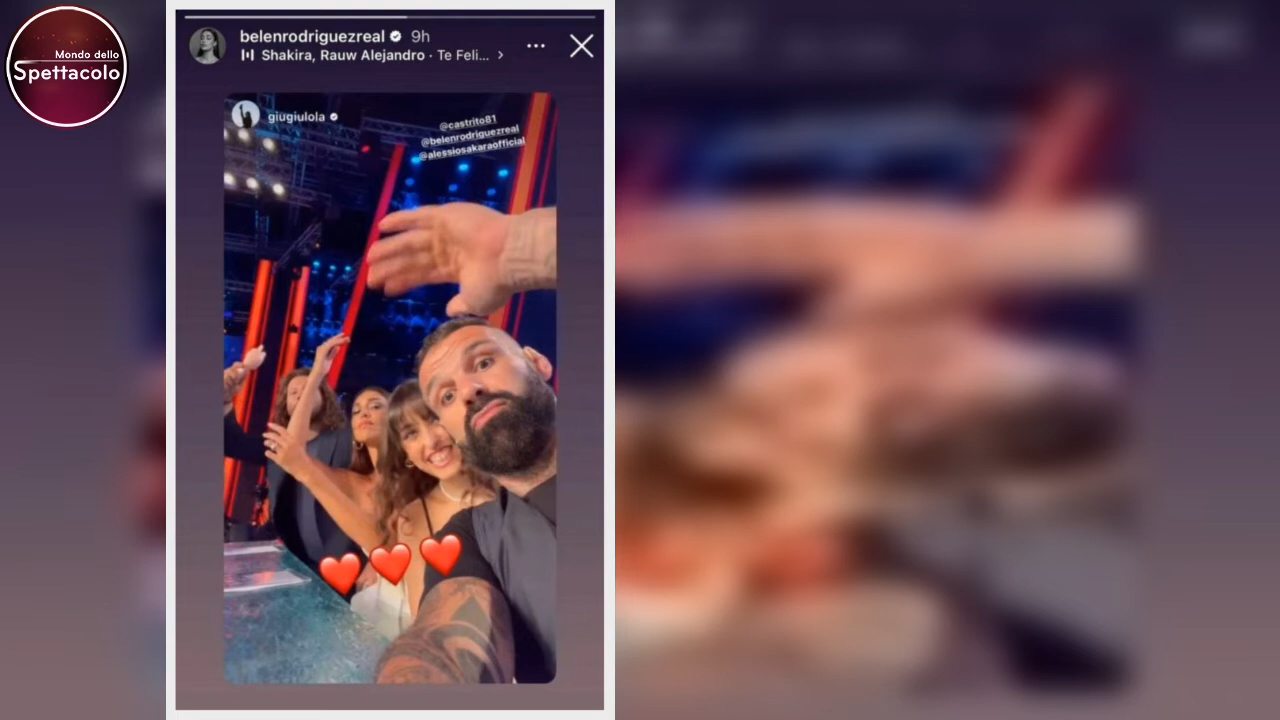 Mondo dello
Spettacolo
belenrodriguezreal 9h
Shakira, Rauw Alejandro · Te Feli...
giugiulola
@castrito81
@belenrodriguezreal
@alessiosakaraofficial